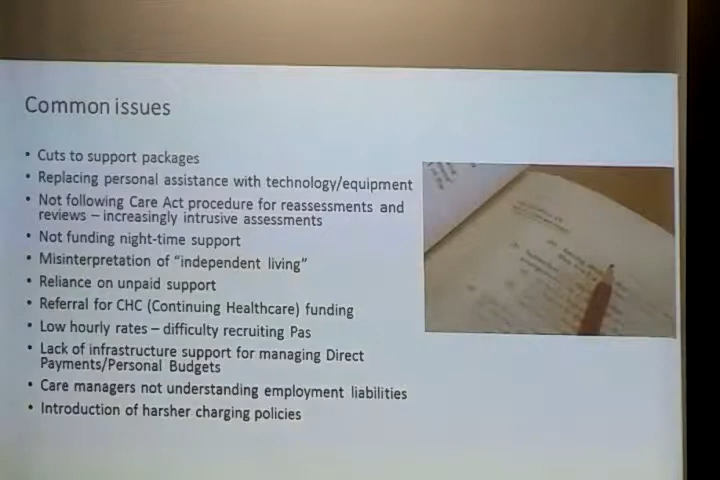 Common issues
• Cuts to support packages
• Replacing personal assistance with technology/equipment
• Not following Care Act procedure for reassessments and
reviews – increasingly intrusive assessments
• Not funding night-time support
• Misinterpretation of “independent living”
• Reliance on unpaid support
• Referral for CHC (Continuing Healthcare) funding
• Low hourly rates – difficulty recruiting Pas
• Lack of infrastructure support for managing Direct
Payments/Personal Budgets
• Care managers not understanding employment liabilities
• Introduction of harsher charging policies